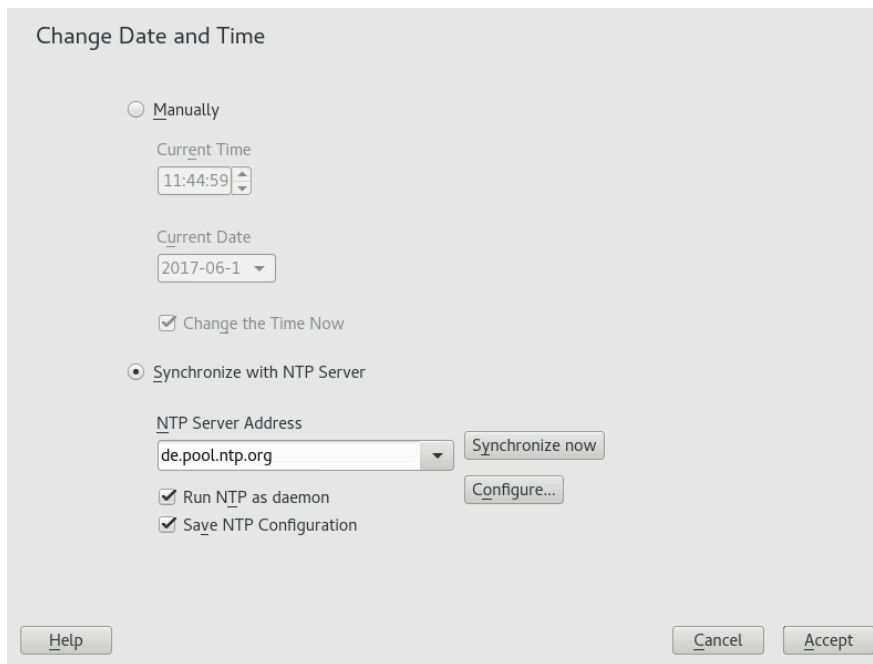 Change Date and Time
Manually
Current Time
11:44:59
Current Date
2017-06-1
Change the Time Now
Synchronize with NTP Server
NTP Server Address
de.pool.ntp.org
Synchronize now
Run NTP as daemon
Configure...
Save NTP Configuration
Help
Cancel
Accept